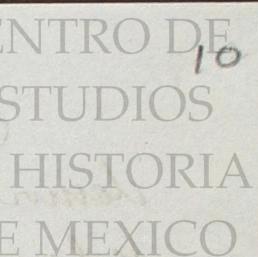 ENTRO DE
10
STUDIOS
HISTORIA
E MEXICO